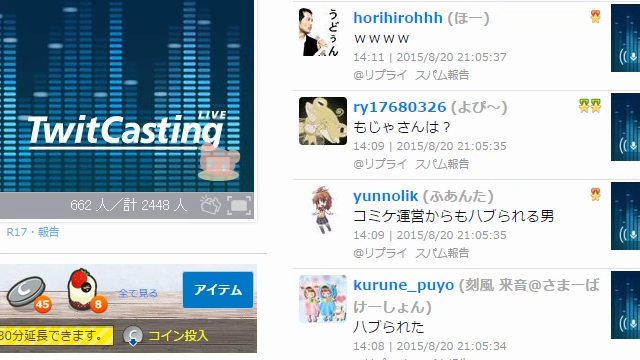 TwitCasting
LIVE
662 人／計 2448 人
R17・報告
45
8
全て見る
アイテム
30分延長できます。
C
コイン投入
うどぅん
horihirohhh (ほー)
ｗｗｗｗ
14:11 | 2015/8/20 21:05:37
@リプライ スパム報告
ry17680326 (よぴ〜)
もじゃさんは？
14:09 | 2015/8/20 21:05:35
@リプライ スパム報告
yunnolik (ふあんた)
コミケ運営からもハブられる男
14:09 | 2015/8/20 21:05:35
@リプライ スパム報告
kurune_puyo (刻風 来音@さまーば
けーしょん)
ハブられた
14:08 | 2015/8/20 21:05:34